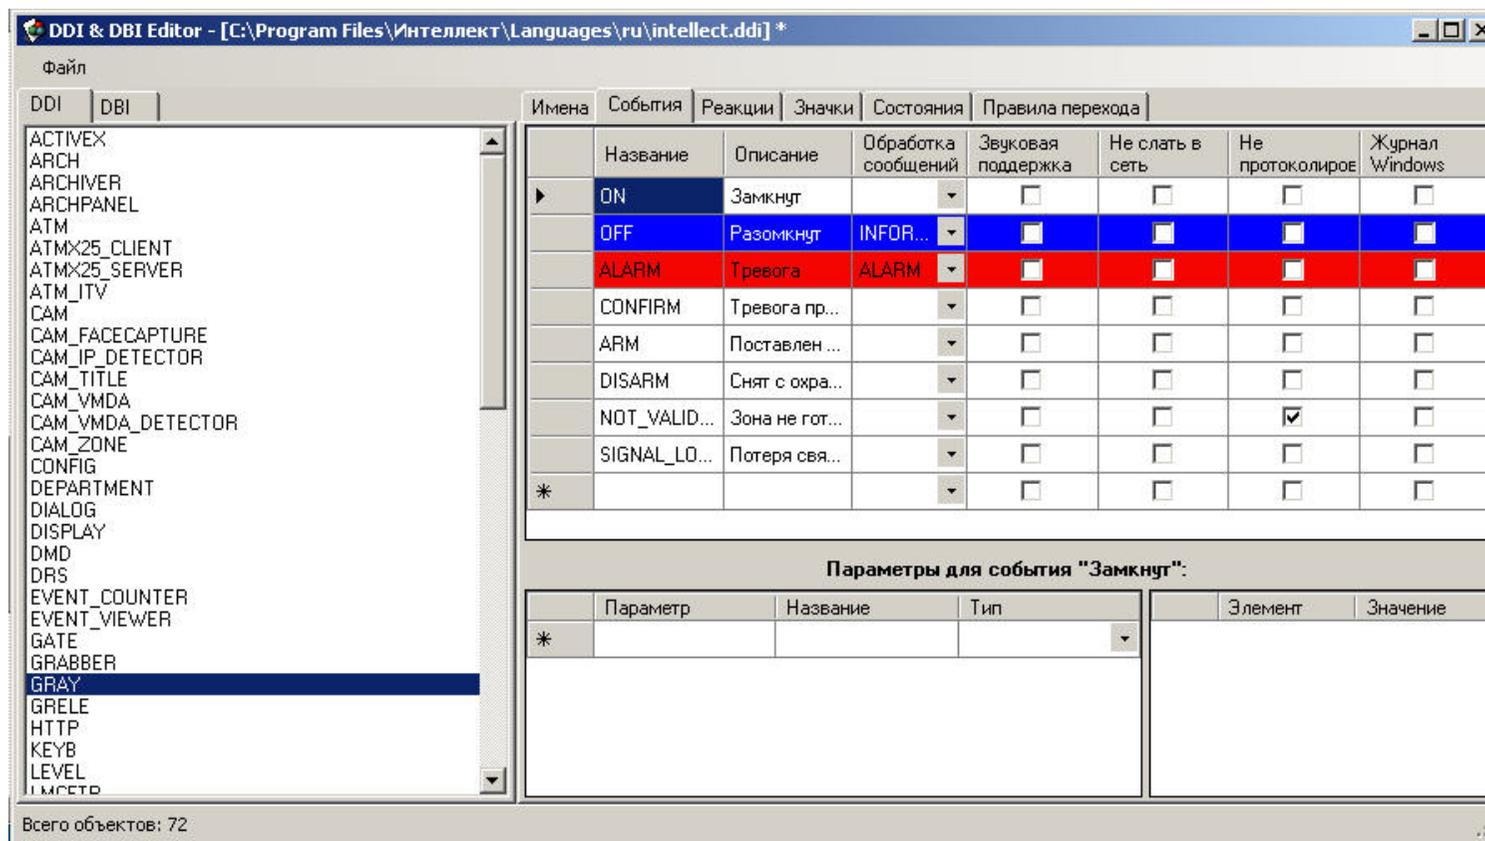 DDI & DBI Editor - [C:\Program Files\Интеллект\Languages\ru\intellect.ddi] *
Файл
DDI DBI
ACTIVEX
ARCH
ARCHIVER
ARCHPANEL
ATM
ATMX25_CLIENT
ATMX25_SERVER
ATM_ITV
CAM
CAM_FACECAPTURE
CAM_IP_DETECTOR
CAM_TITLE
CAM_VMDA
CAM_VMDA_DETECTOR
CAM_ZONE
CONFIG
DEPARTMENT
DIALOG
DISPLAY
DMD
DRS
EVENT_COUNTER
EVENT_VIEWER
GATE
GRABBER
GRAY
GRELE
HTTP
KEYB
LEVEL
Имена События Реакции Значки Состояния Правила перехода
Название Описание Обработка сообщений Звуковая поддержка Не слать в сеть Не протоколиров Журнал Windows
ON Замкнут
OFF Разомкнут INFOR...
ALARM Тревога ALARM
CONFIRM Тревога пр...
ARM Поставлен ...
DISARM Снят с охра...
NOT_VALID... Зона не гот...
SIGNAL_LO... Потеря свя...
Параметры для события "Замкнут":
Параметр Название Тип Элемент Значение
Всего объектов: 72